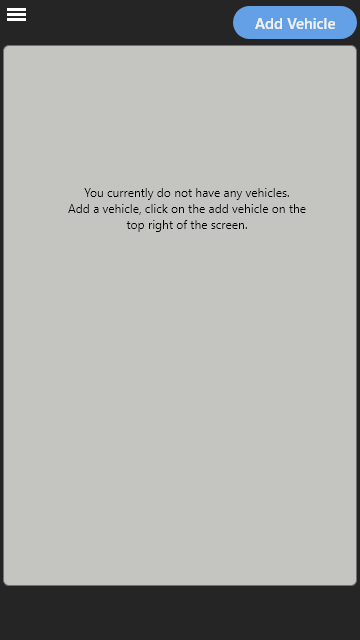 Add Vehicle
You currently do not have any vehicles.
Add a vehicle, click on the add vehicle on the
top right of the screen.